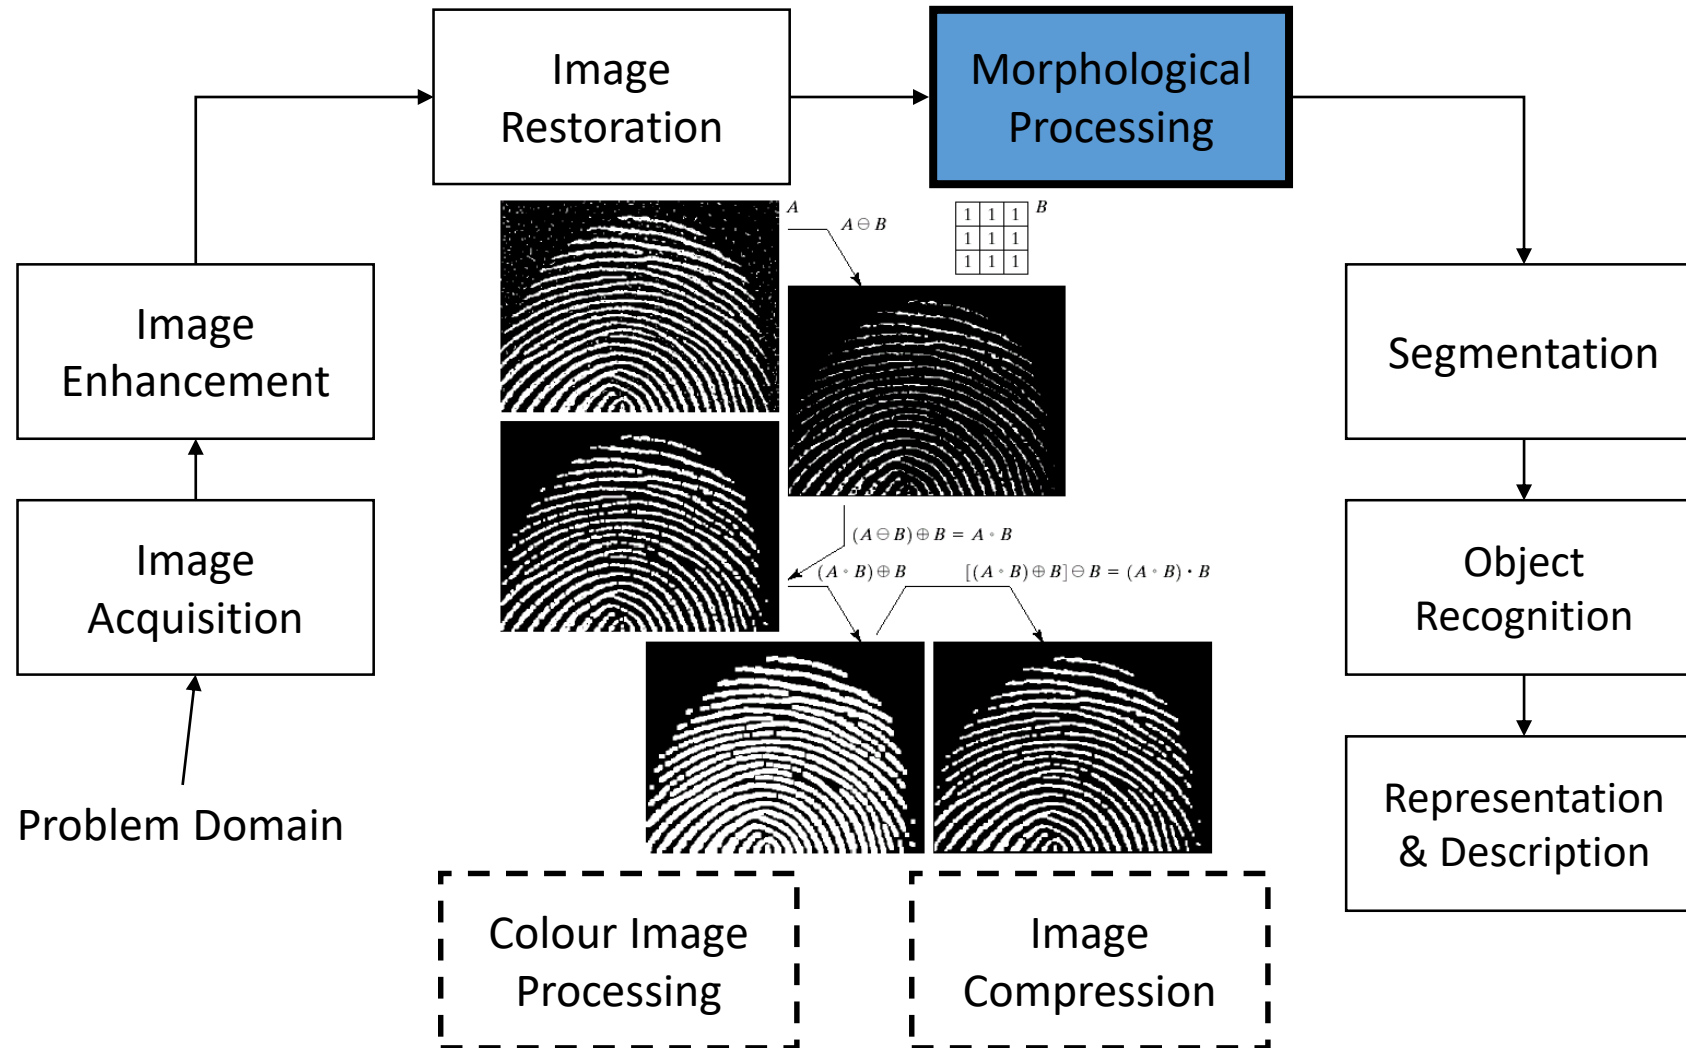 Image
Restoration
Morphological
Processing
A
A ⊖ B
1 1 1
1 1 1
1 1 1
B
Image
Enhancement
Segmentation
(A ⊖ B) ⊕ B = A ∘ B
(A ∘ B) ⊕ B
[(A ∘ B) ⊕ B] ⊖ B = (A ∘ B) • B
Image
Acquisition
Object
Recognition
Problem Domain
Representation
& Description
Colour Image
Processing
Image
Compression